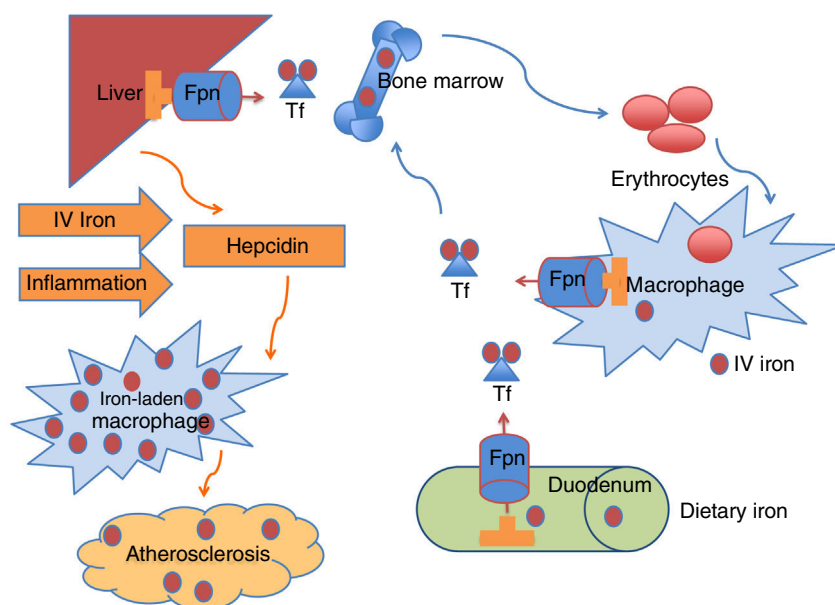 Liver
Fpn
Tf
Bone marrow
Erythrocytes
IV Iron
Hepcidin
Inflammation
Tf
Fpn
Macrophage
IV iron
Iron-laden
macrophage
Tf
Fpn
Duodenum
Dietary iron
Atherosclerosis